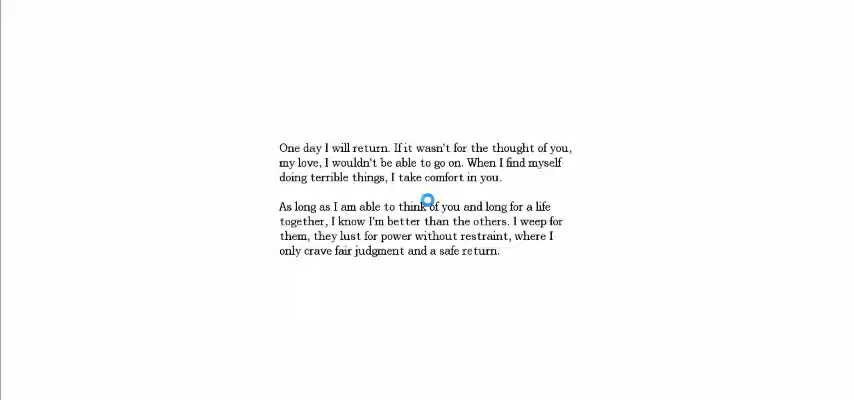 One day I will return. If it wasn't for the thought of you,
my love, I wouldn't be able to go on. When I find myself
doing terrible things, I take comfort in you.
As long as I am able to think of you and long for a life
together, I know I'm better than the others. I weep for
them, they lust for power without restraint, where I
only crave fair judgment and a safe return.